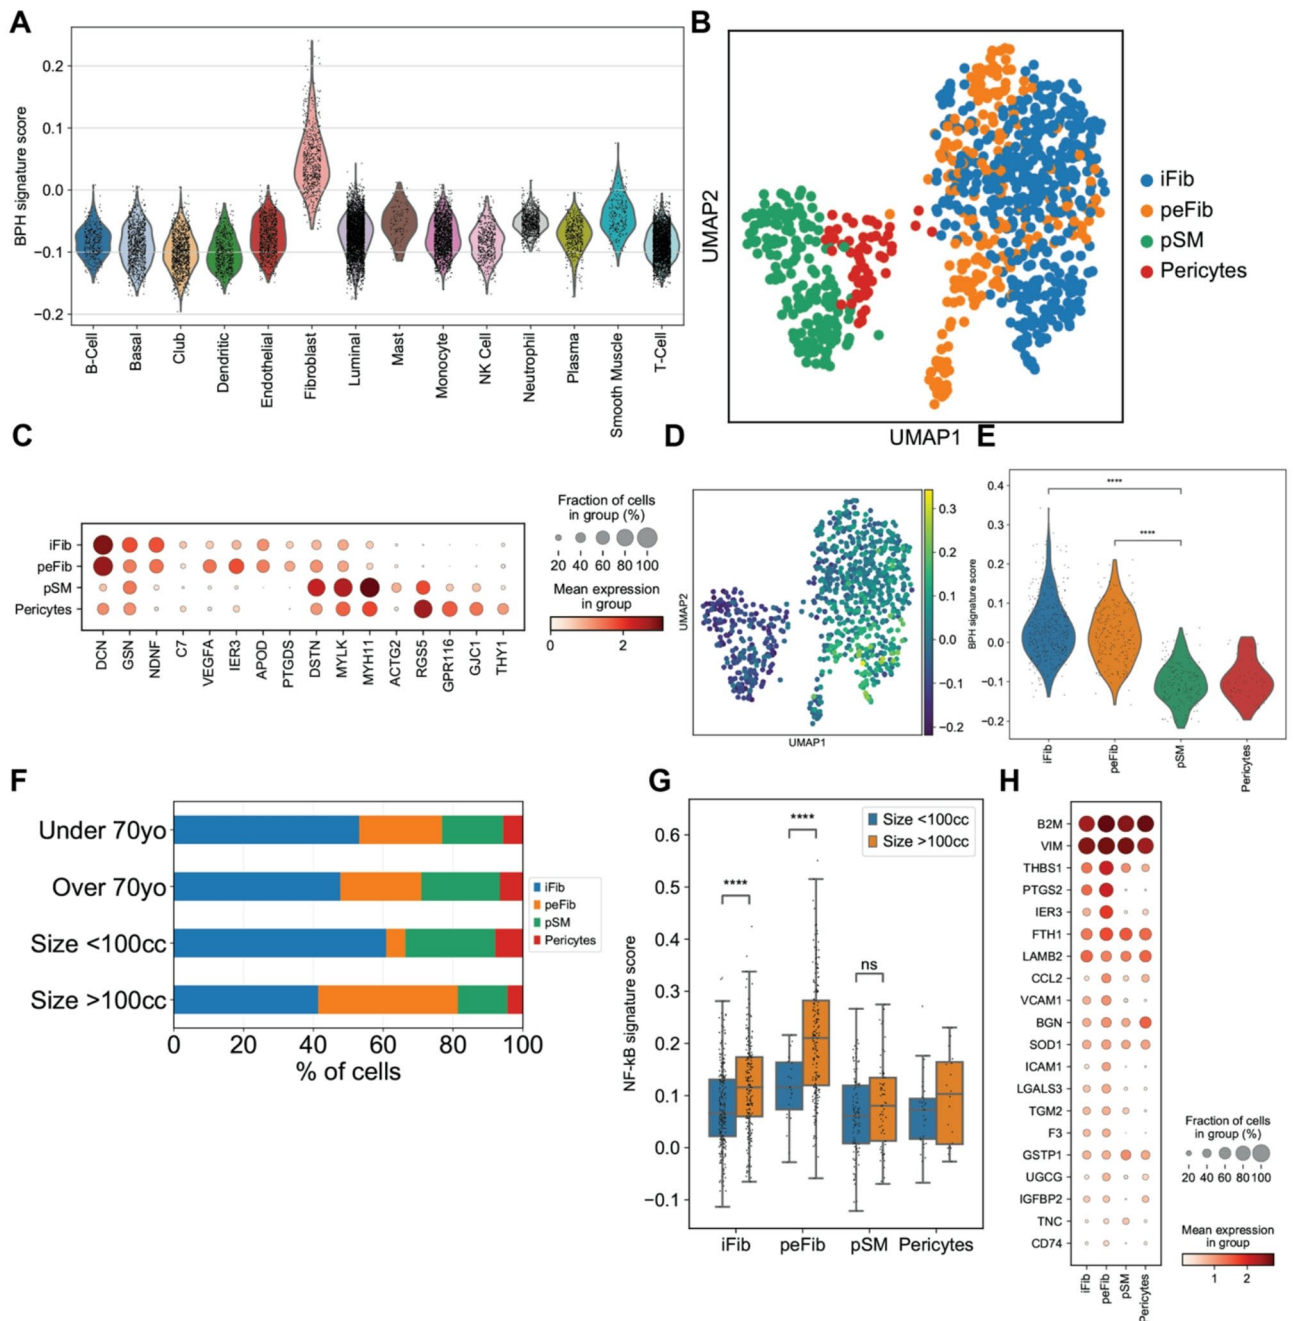 A
BPH signature score
0.2
0.1
0.0
−0.1
−0.2
B-Cell
Basal
Club
Dendritic
Endothelial
Fibroblast
Luminal
Mast
Monocyte
NK Cell
Neutrophil
Plasma
Smooth Muscle
T-Cell
B
UMAP2
UMAP1
iFib
peFib
pSM
Pericytes
C
iFib
peFib
pSM
Pericytes
DCN
GSN
NDNF
C7
VEGFA
IER3
APOD
PTGDS
DSTN
MYLK
MYH11
ACTG2
RGS5
GPR116
GJC1
THY1
Fraction of cells
in group (%)
20 40 60 80 100
Mean expression
in group
0 2
D
UMAP2
UMAP1
0.3
0.2
0.1
0.0
−0.1
−0.2
E
BPH signature score
0.4
0.3
0.2
0.1
0.0
−0.1
−0.2
****
****
iFib
peFib
pSM
Pericytes
F
Under 70yo
Over 70yo
Size <100cc
Size >100cc
0 20 40 60 80 100
% of cells
iFib
peFib
pSM
Pericytes
G
NF-kB signature score
0.6
0.5
0.4
0.3
0.2
0.1
0.0
−0.1
Size <100cc
Size >100cc
****
****
ns
iFib peFib pSM Pericytes
H
B2M
VIM
THBS1
PTGS2
IER3
FTH1
LAMB2
CCL2
VCAM1
BGN
SOD1
ICAM1
LGALS3
TGM2
F3
GSTP1
UGCG
IGFBP2
TNC
CD74
iFib
peFib
pSM
Pericytes
Fraction of cells
in group (%)
20 40 60 80 100
Mean expression
in group
1 2